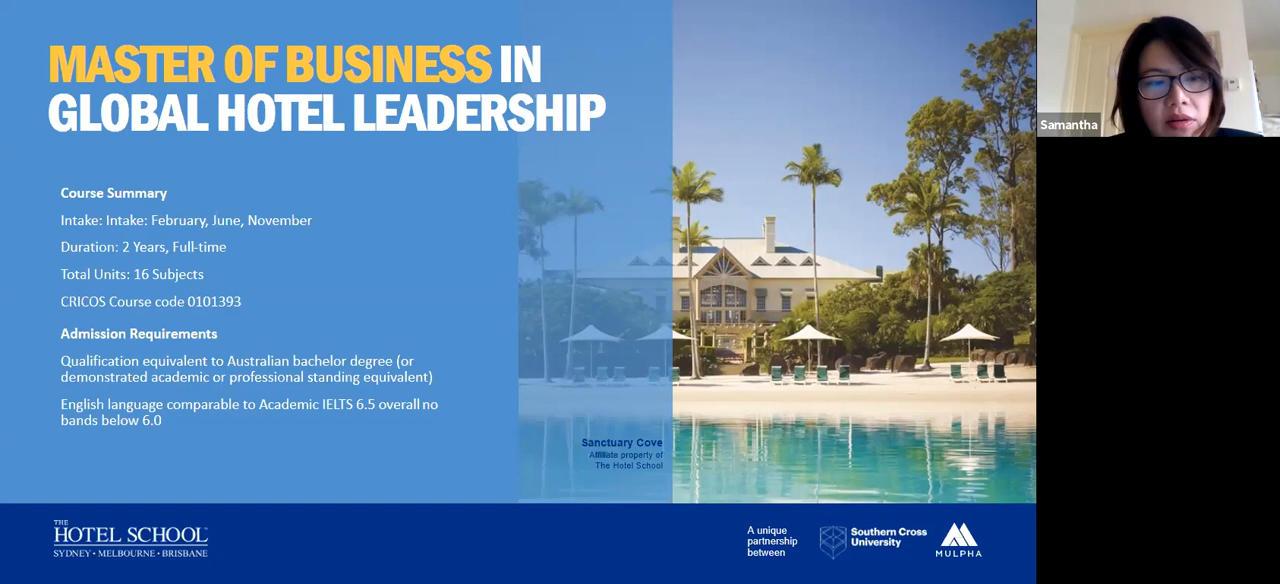 MASTER OF BUSINESS IN
GLOBAL HOTEL LEADERSHIP
Course Summary
Intake: Intake: February, June, November
Duration: 2 Years, Full-time
Total Units: 16 Subjects
CRICOS Course code 0101393
Admission Requirements
Qualification equivalent to Australian bachelor degree (or
demonstrated academic or professional standing equivalent)
English language comparable to Academic IELTS 6.5 overall no
bands below 6.0
Sanctuary Cove
Affiliate property of
The Hotel School
Samantha
THE
HOTEL SCHOOL
SYDNEY • MELBOURNE • BRISBANE
A unique
partnership
between
Southern Cross
University
MULPHA